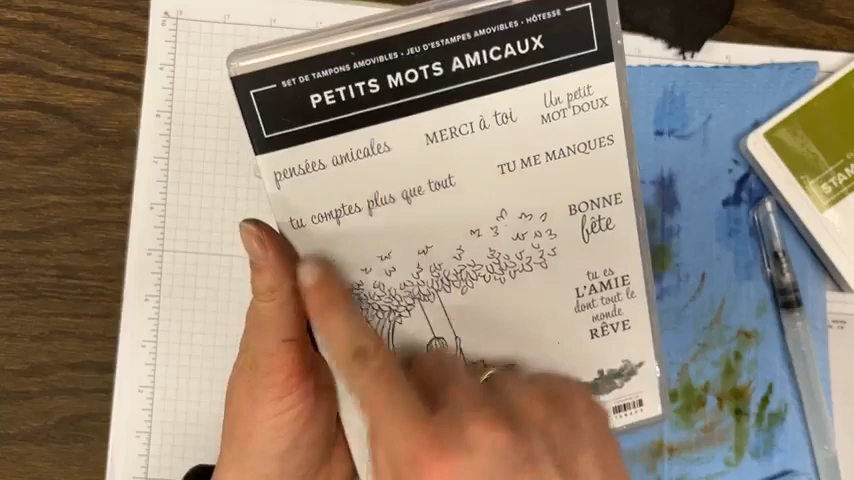 SET DE TAMPONS AMOVIBLES • JEU D'ESTAMPES AMOVIBLES • HÔTESSE
PETITS MOTS AMICAUX
pensées amicales
MERCI à toi
Un petit
MOT DOUX
tu comptes plus que tout
TU ME MANQUES
BONNE
fête
tu es
L'AMIE
dont tout le
monde
RÊVE
STAM